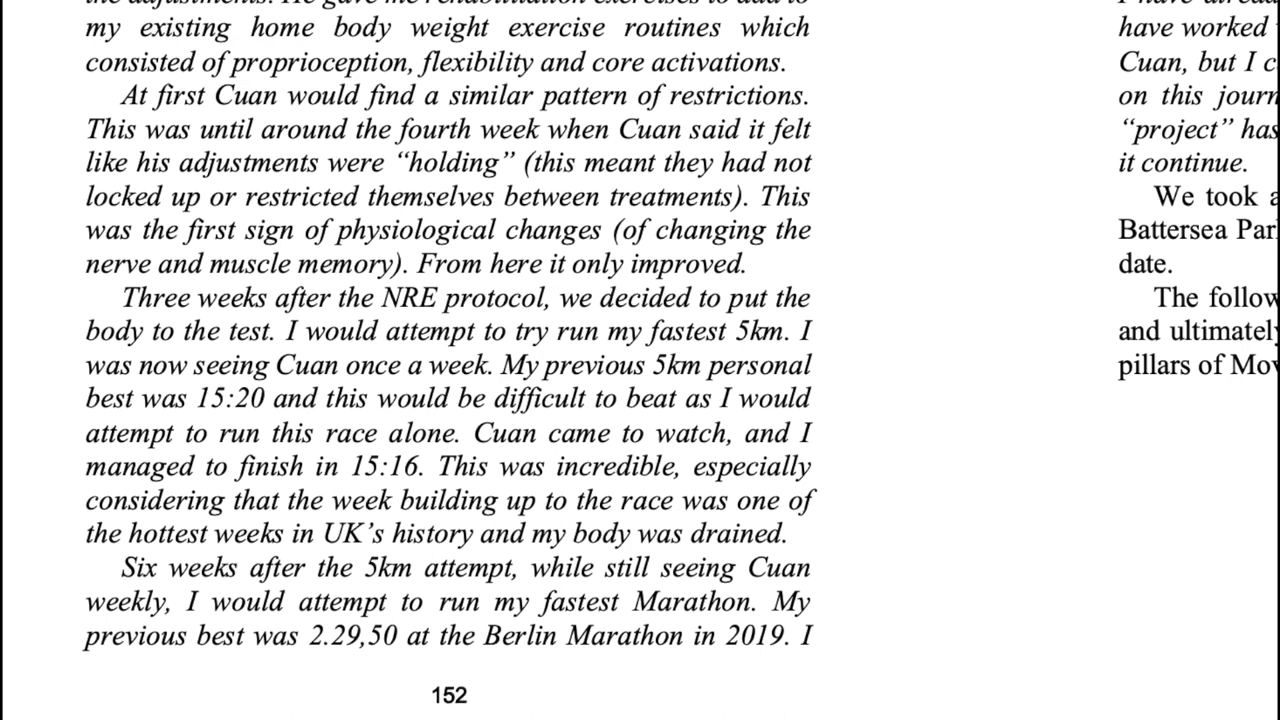 the adjustments. He gave me rehabilitation exercises to add to
my existing home body weight exercise routines which
consisted of proprioception, flexibility and core activations.
At first Cuan would find a similar pattern of restrictions.
This was until around the fourth week when Cuan said it felt
like his adjustments were “holding” (this meant they had not
locked up or restricted themselves between treatments). This
was the first sign of physiological changes (of changing the
nerve and muscle memory). From here it only improved.
Three weeks after the NRE protocol, we decided to put the
body to the test. I would attempt to try run my fastest 5km. I
was now seeing Cuan once a week. My previous 5km personal
best was 15:20 and this would be difficult to beat as I would
attempt to run this race alone. Cuan came to watch, and I
managed to finish in 15:16. This was incredible, especially
considering that the week building up to the race was one of
the hottest weeks in UK’s history and my body was drained.
Six weeks after the 5km attempt, while still seeing Cuan
weekly, I would attempt to run my fastest Marathon. My
previous best was 2.29,50 at the Berlin Marathon in 2019. I
152
I have
have worked
Cuan, but I
on this
“project” has
it continue.
We took
Battersea
date.
The
and
pillars of